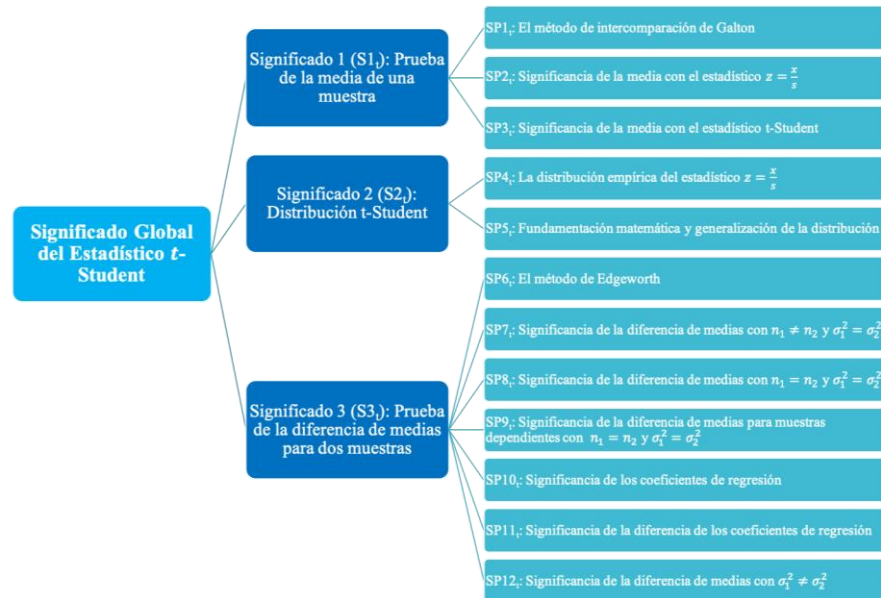 Significado Global
del Estadístico t-
Student
Significado 1 (S1t): Prueba
de la media de una
muestra
SP1t: El método de intercomparación de Galton
SP2t: Significancia de la media con el estadístico z = x/s
SP3t: Significancia de la media con el estadístico t-Student
Significado 2 (S2t):
Distribución t-Student
SP4t: La distribución empírica del estadístico z = x/s
SP5t: Fundamentación matemática y generalización de la distribución
Significado 3 (S3t): Prueba
de la diferencia de medias
para dos muestras
SP6t: El método de Edgeworth
SP7t: Significancia de la diferencia de medias con n₁ ≠ n₂ y σ₁² = σ₂²
SP8t: Significancia de la diferencia de medias con n₁ = n₂ y σ₁² = σ₂²
SP9t: Significancia de la diferencia de medias para muestras
dependientes con n₁ = n₂ y σ₁² = σ₂²
SP10t: Significancia de los coeficientes de regresión
SP11t: Significancia de la diferencia de los coeficientes de regresión
SP12t: Significancia de la diferencia de medias con σ₁² ≠ σ₂²